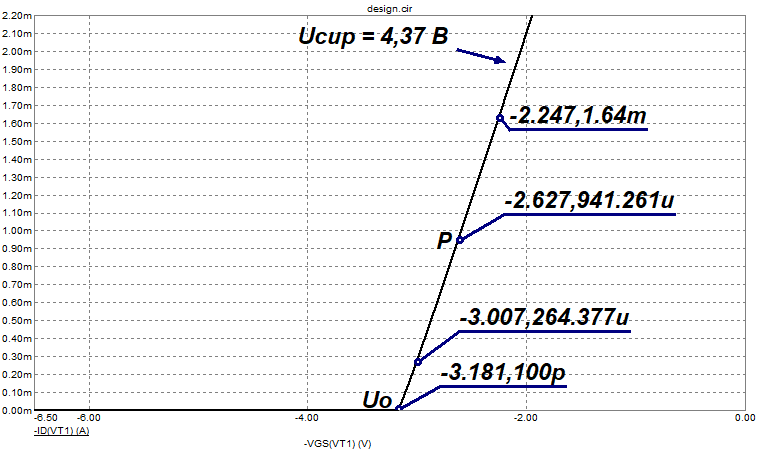 design.cir
2.20m
2.10m
2.00m
1.90m
1.80m
1.70m
1.60m
1.50m
1.40m
1.30m
1.20m
1.10m
1.00m
0.90m
0.80m
0.70m
0.60m
0.50m
0.40m
0.30m
0.20m
0.10m
0.00m
Uсир = 4,37 В
-2.247,1.64m
-2.627,941.261u
P
-3.007,264.377u
-3.181,100p
Uo
-6.50 -6.00 -4.00 -2.00 0.00
-ID(VT1) (A)
-VGS(VT1) (V)